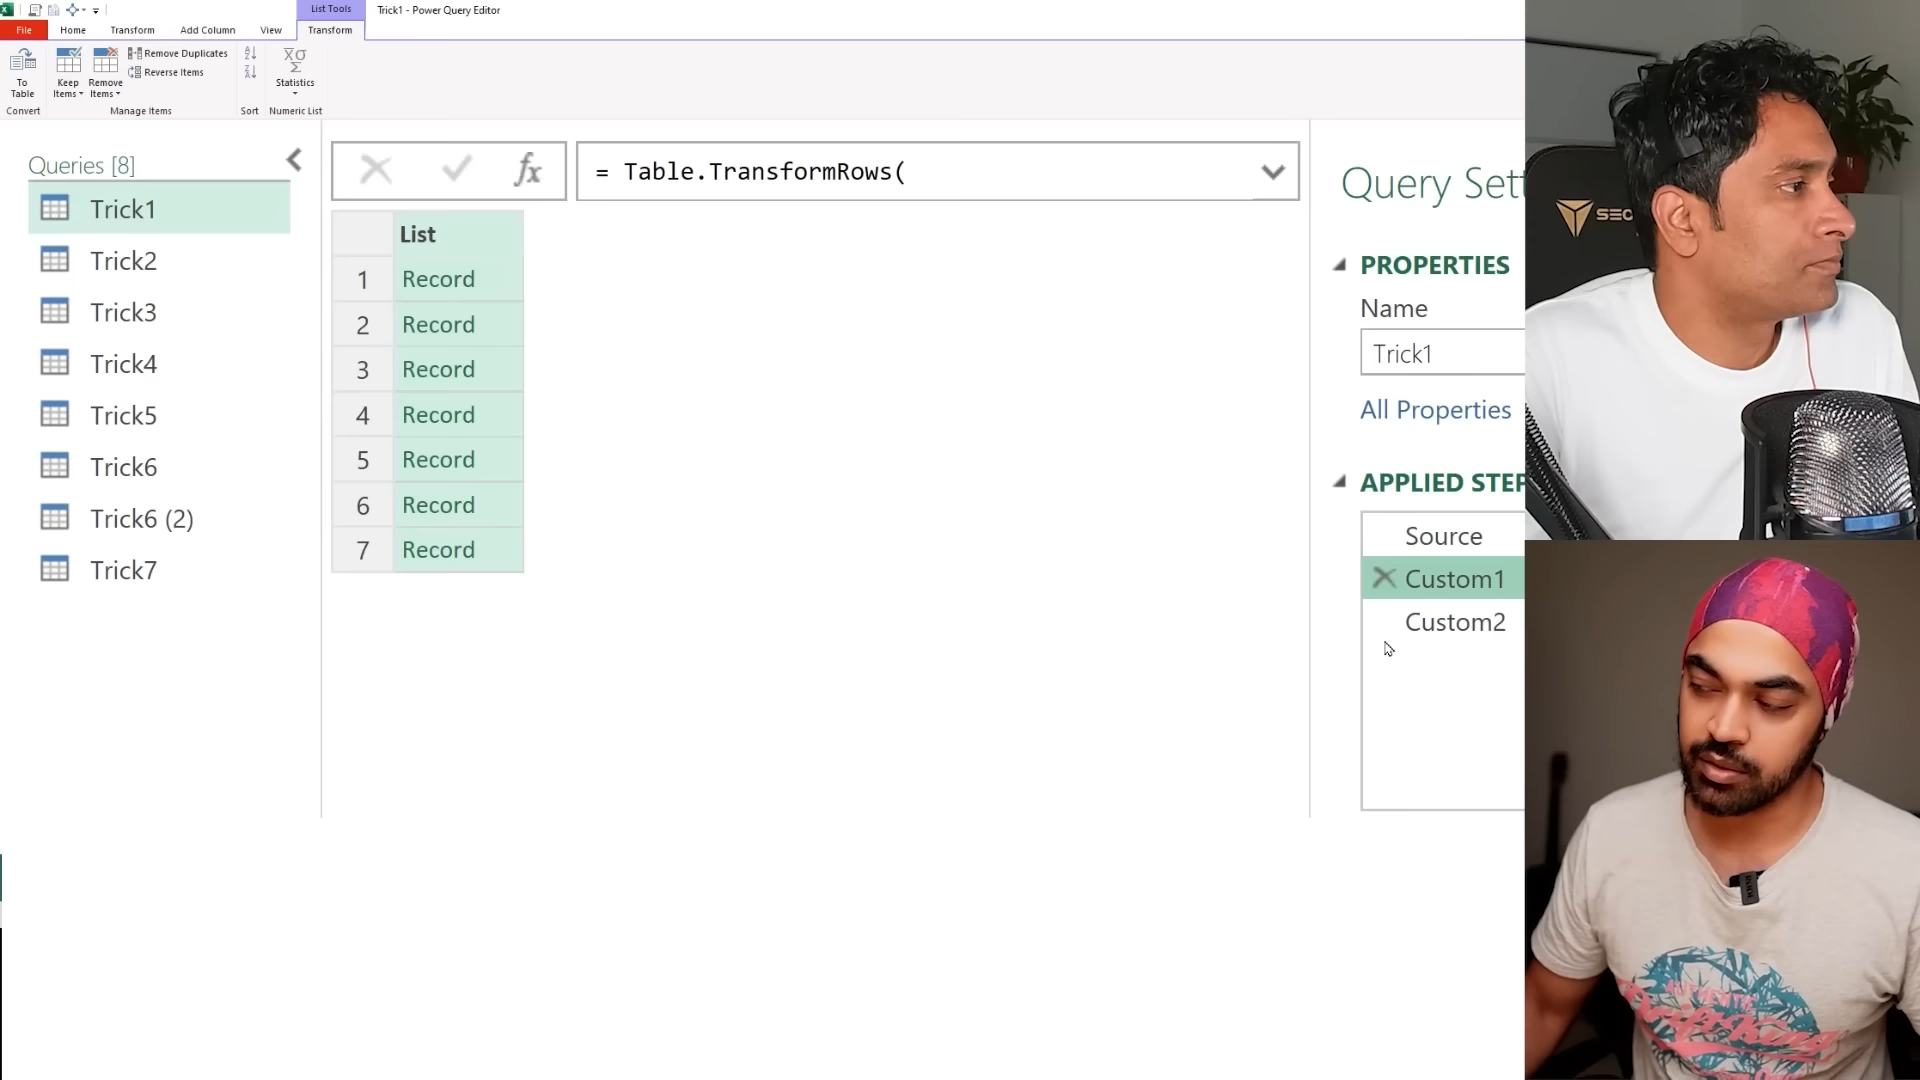 List Tools
Trick1 - Power Query Editor
File
Home
Transform
Add Column
View
Transform
To
Table
Keep
Items
Remove
Items
Remove Duplicates
Reverse Items
Statistics
Convert
Manage Items
Sort
Numeric List
Queries [8]
Trick1
Trick2
Trick3
Trick4
Trick5
Trick6
Trick6 (2)
Trick7
fx
= Table.TransformRows(
List
1 Record
2 Record
3 Record
4 Record
5 Record
6 Record
7 Record
Query Sett
PROPERTIES
Name
Trick1
All Properties
APPLIED STEP
Source
Custom1
Custom2
SEC
AUTHENTIC